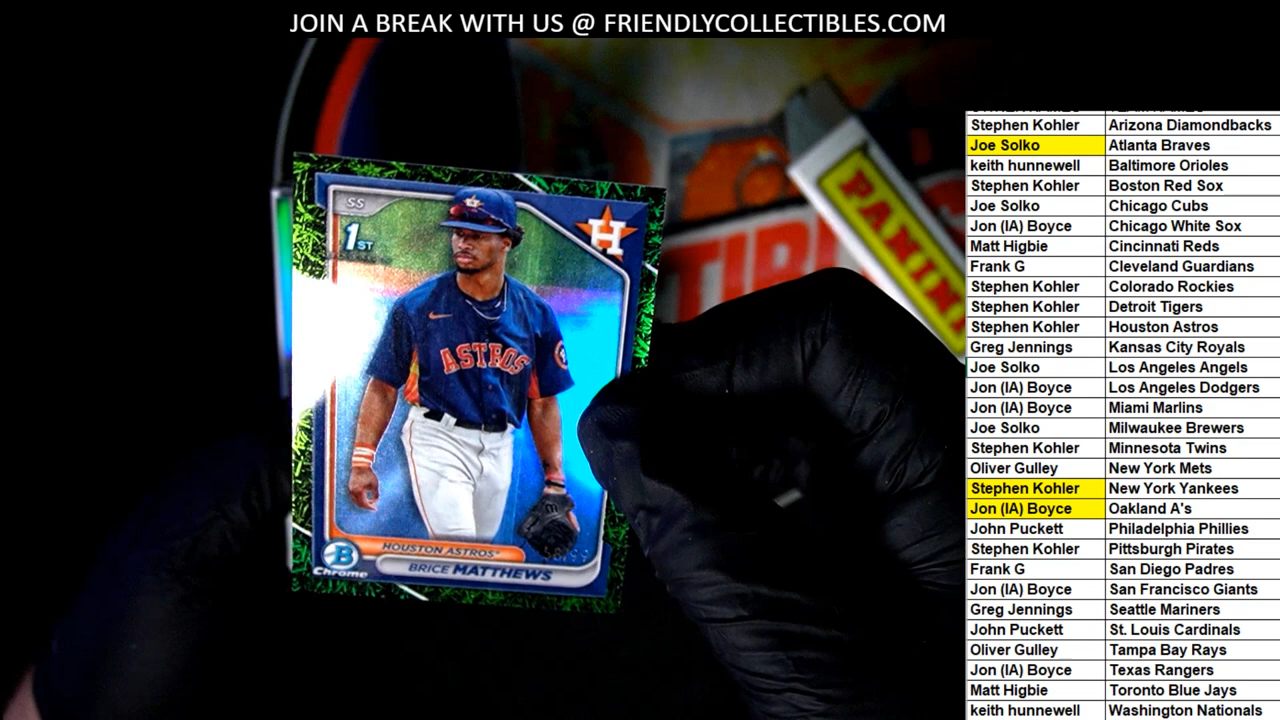 JOIN A BREAK WITH US @ FRIENDLYCOLLECTIBLES.COM
SS
1ST
H
ASTROS
HOUSTON ASTROS
BRICE MATTHEWS
B
Chrome
PANINI
Stephen Kohler Arizona Diamondbacks
Joe Solko Atlanta Braves
keith hunnewell Baltimore Orioles
Stephen Kohler Boston Red Sox
Joe Solko Chicago Cubs
Jon (IA) Boyce Chicago White Sox
Matt Higbie Cincinnati Reds
Frank G Cleveland Guardians
Stephen Kohler Colorado Rockies
Stephen Kohler Detroit Tigers
Stephen Kohler Houston Astros
Greg Jennings Kansas City Royals
Joe Solko Los Angeles Angels
Jon (IA) Boyce Los Angeles Dodgers
Jon (IA) Boyce Miami Marlins
Joe Solko Milwaukee Brewers
Stephen Kohler Minnesota Twins
Oliver Gulley New York Mets
Stephen Kohler New York Yankees
Jon (IA) Boyce Oakland A's
John Puckett Philadelphia Phillies
Stephen Kohler Pittsburgh Pirates
Frank G San Diego Padres
Jon (IA) Boyce San Francisco Giants
Greg Jennings Seattle Mariners
John Puckett St. Louis Cardinals
Oliver Gulley Tampa Bay Rays
Jon (IA) Boyce Texas Rangers
Matt Higbie Toronto Blue Jays
keith hunnewell Washington Nationals